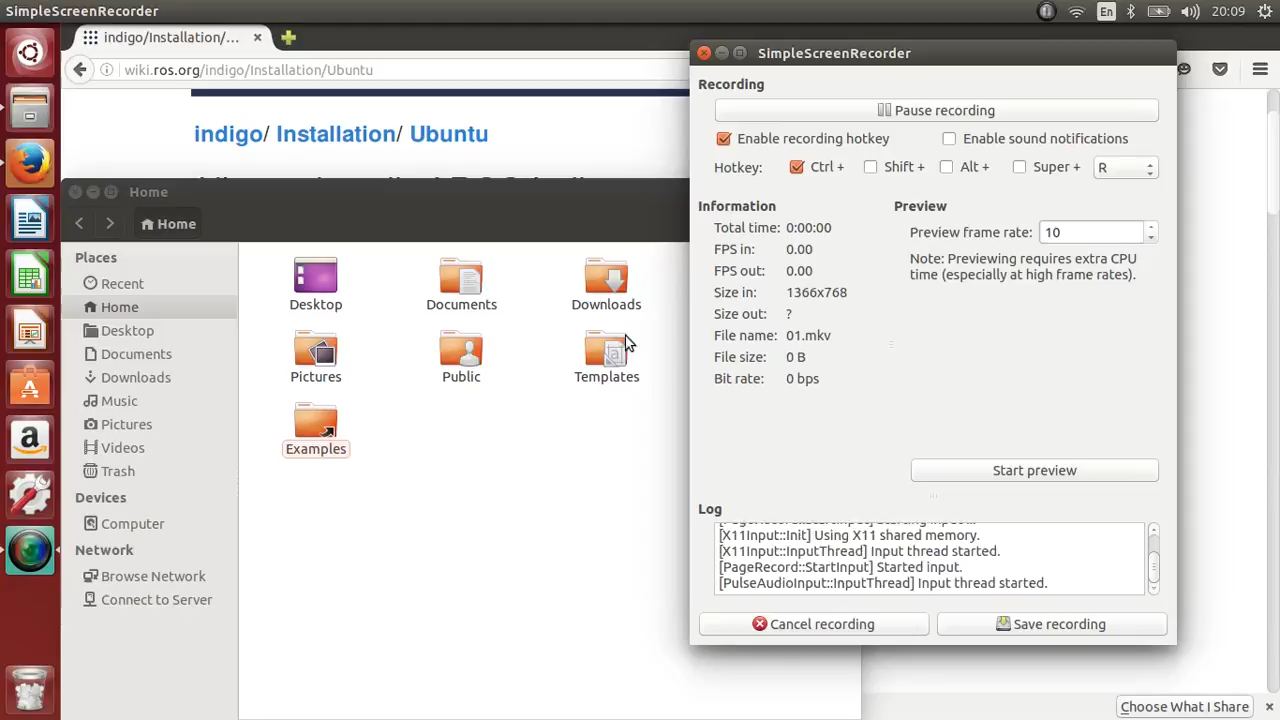 SimpleScreenRecorder
En
20:09
indigo/Installation/...
wiki.ros.org/indigo/Installation/Ubuntu
indigo/ Installation/ Ubuntu
Home
Home
Places
Recent
Home
Desktop
Documents
Downloads
Music
Pictures
Videos
Trash
Devices
Computer
Network
Browse Network
Connect to Server
Desktop
Documents
Downloads
Pictures
Public
Templates
Examples
SimpleScreenRecorder
Recording
Pause recording
Enable recording hotkey
Enable sound notifications
Hotkey: Ctrl + Shift + Alt + Super + R
Information
Total time: 0:00:00
FPS in: 0.00
FPS out: 0.00
Size in: 1366x768
Size out: ?
File name: 01.mkv
File size: 0 B
Bit rate: 0 bps
Preview
Preview frame rate: 10
Note: Previewing requires extra CPU
time (especially at high frame rates).
Start preview
Log
[X11Input::Init] Using X11 shared memory.
[X11Input::InputThread] Input thread started.
[PageRecord::StartInput] Started input.
[PulseAudioInput::InputThread] Input thread started.
Cancel recording
Save recording
Choose What I Share